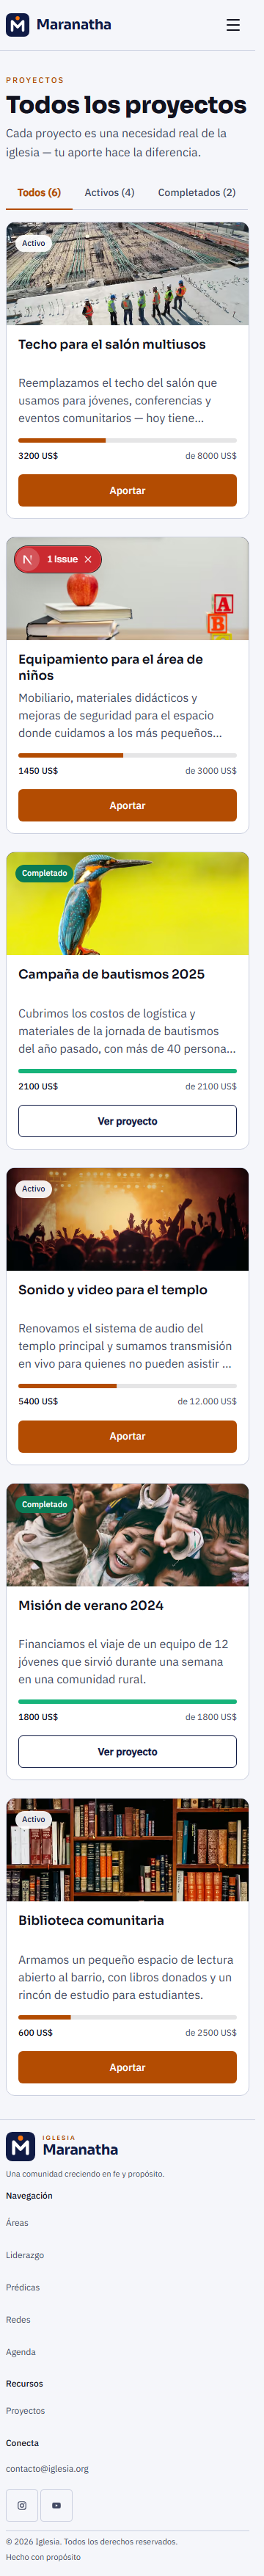 Maranatha
PROYECTOS
Todos los proyectos
Cada proyecto es una necesidad real de la
iglesia — tu aporte hace la diferencia.
Todos (6) Activos (4) Completados (2)
Activo
Techo para el salón multiusos
Reemplazamos el techo del salón que
usamos para jóvenes, conferencias y
eventos comunitarios — hoy tiene...
3200 US$ de 8000 US$
Aportar
N 1 Issue ×
A
B
Equipamiento para el área de
niños
Mobiliario, materiales didácticos y
mejoras de seguridad para el espacio
donde cuidamos a los más pequeños...
1450 US$ de 3000 US$
Aportar
Completado
Campaña de bautismos 2025
Cubrimos los costos de logística y
materiales de la jornada de bautismos
del año pasado, con más de 40 persona...
2100 US$ de 2100 US$
Ver proyecto
Activo
Sonido y video para el templo
Renovamos el sistema de audio del
templo principal y sumamos transmisión
en vivo para quienes no pueden asistir ...
5400 US$ de 12.000 US$
Aportar
Completado
Misión de verano 2024
Financiamos el viaje de un equipo de 12
jóvenes que sirvió durante una semana
en una comunidad rural.
1800 US$ de 1800 US$
Ver proyecto
Activo
Biblioteca comunitaria
Armamos un pequeño espacio de lectura
abierto al barrio, con libros donados y un
rincón de estudio para estudiantes.
600 US$ de 2500 US$
Aportar
IGLESIA
Maranatha
Una comunidad creciendo en fe y propósito.
Navegación
Áreas
Liderazgo
Prédicas
Redes
Agenda
Recursos
Proyectos
Conecta
contacto@iglesia.org
© 2026 Iglesia. Todos los derechos reservados.
Hecho con propósito